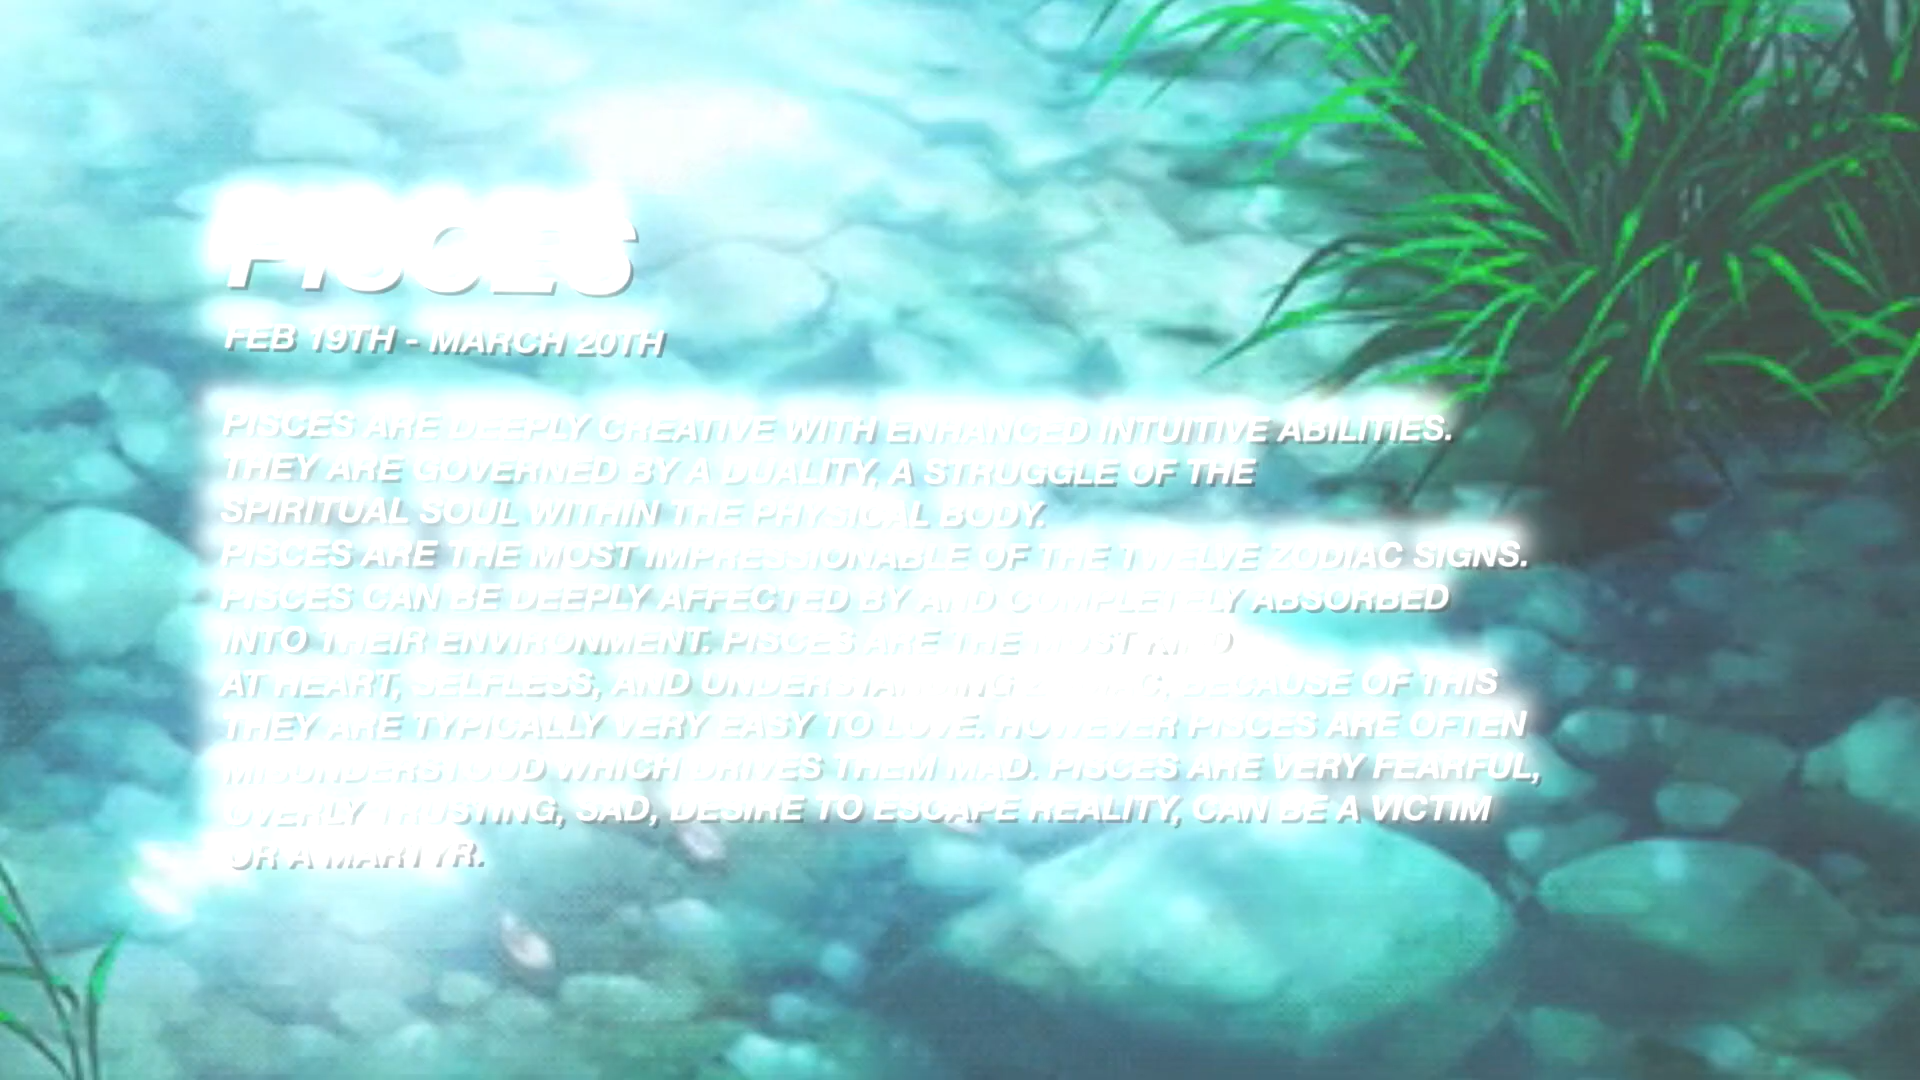 PISCES
FEB 19TH - MARCH 20TH
PISCES ARE DEEPLY CREATIVE WITH ENHANCED INTUITIVE ABILITIES.
THEY ARE GOVERNED BY A DUALITY, A STRUGGLE OF THE
SPIRITUAL SOUL WITHIN THE PHYSICAL BODY.
PISCES ARE THE MOST IMPRESSIONABLE OF THE TWELVE ZODIAC SIGNS.
PISCES CAN BE DEEPLY AFFECTED BY AND COMPLETELY ABSORBED
INTO THEIR ENVIRONMENT. PISCES ARE THE MOST KIND
AT HEART, SELFLESS, AND UNDERSTANDING BECAUSE OF THIS
THEY ARE TYPICALLY VERY EASY TO LOVE. HOWEVER PISCES ARE OFTEN
MISUNDERSTOOD WHICH DRIVES THEM MAD. PISCES ARE VERY FEARFUL,
OVERLY TRUSTING, SAD, DESIRE TO ESCAPE REALITY, CAN BE A VICTIM
OR A MARTYR.